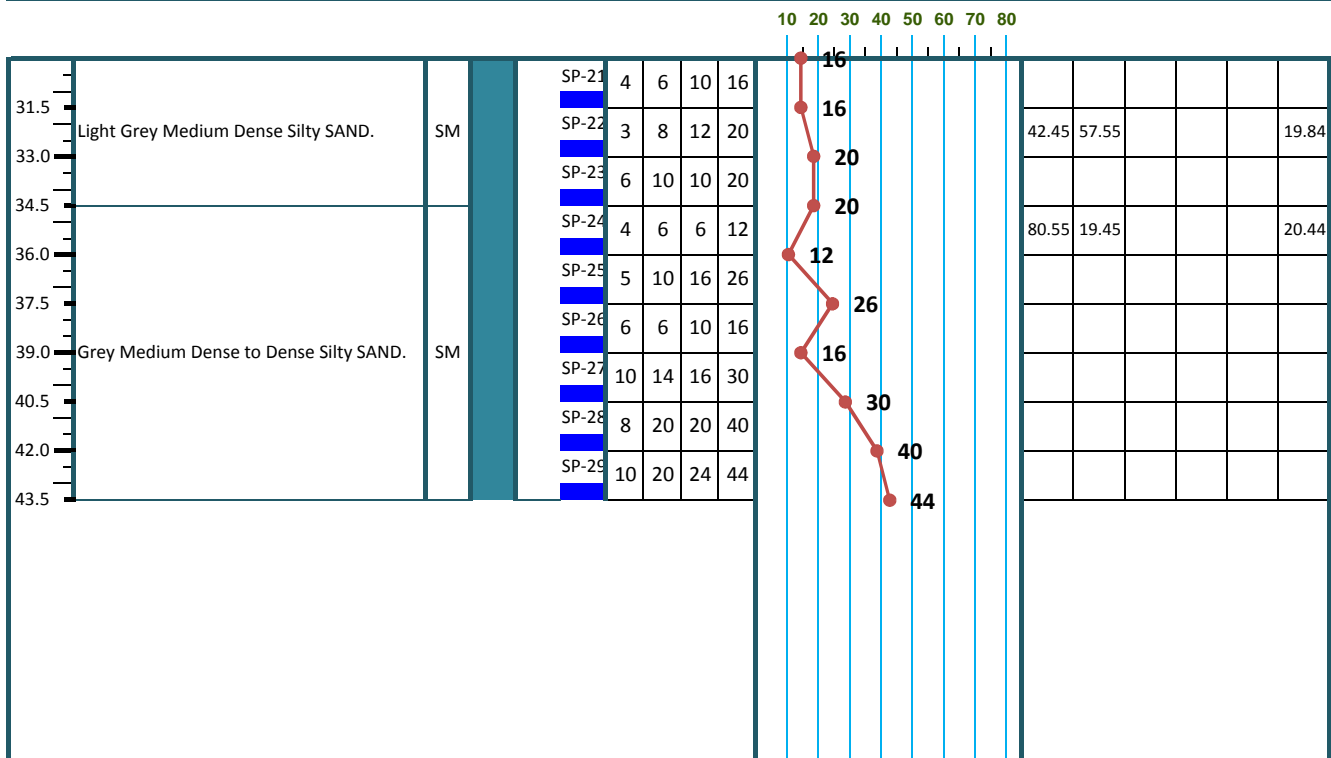 10 20 30 40 50 60 70 80
16
SP-21 4 6 10 16
31.5 16
Light Grey Medium Dense Silty SAND. SM SP-22 3 8 12 20 42.45 57.55 19.84
33.0 20
SP-23 6 10 10 20
34.5 20
SP-24 4 6 6 12 80.55 19.45 20.44
36.0 12
SP-25 5 10 16 26
37.5 26
SP-26 6 6 10 16
39.0 Grey Medium Dense to Dense Silty SAND. SM 16
SP-27 10 14 16 30
40.5 30
SP-28 8 20 20 40
42.0 40
SP-29 10 20 24 44
43.5 44